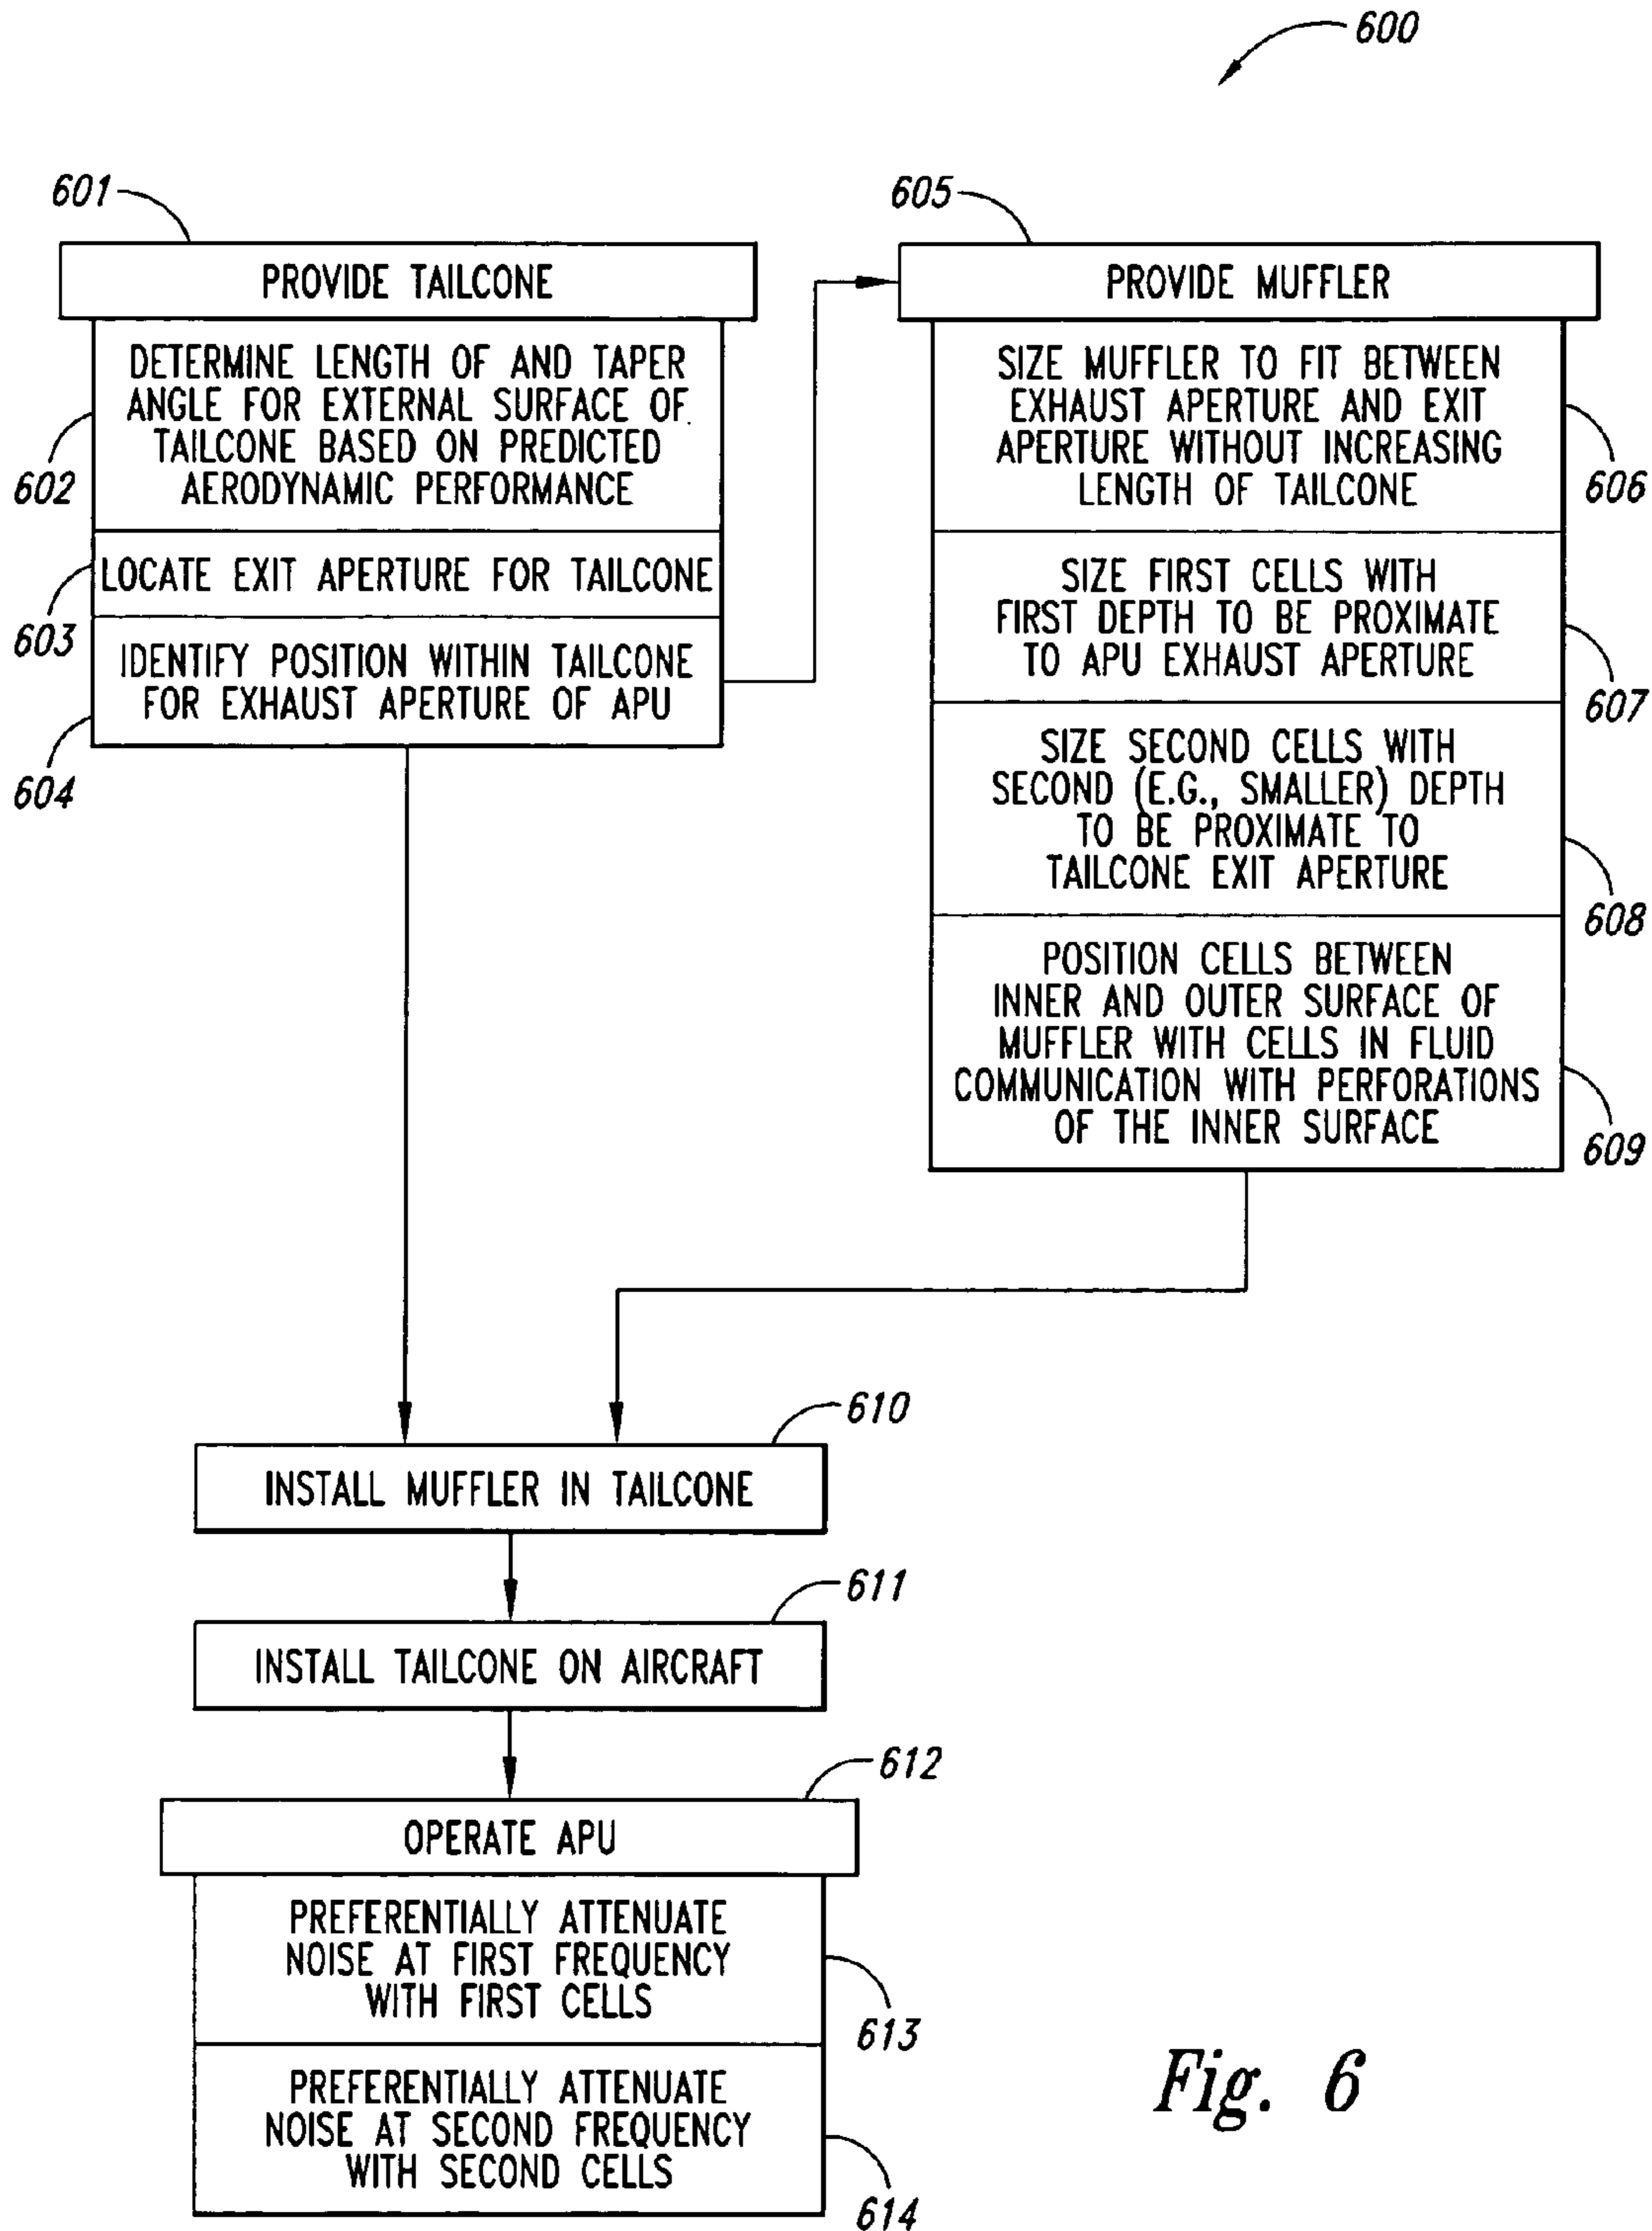 600
601
PROVIDE TAILCONE
DETERMINE LENGTH OF AND TAPER
ANGLE FOR EXTERNAL SURFACE OF
TAILCONE BASED ON PREDICTED
AERODYNAMIC PERFORMANCE
602
LOCATE EXIT APERTURE FOR TAILCONE
603
IDENTIFY POSITION WITHIN TAILCONE
FOR EXHAUST APERTURE OF APU
604
605
PROVIDE MUFFLER
SIZE MUFFLER TO FIT BETWEEN
EXHAUST APERTURE AND EXIT
APERTURE WITHOUT INCREASING
LENGTH OF TAILCONE
606
SIZE FIRST CELLS WITH
FIRST DEPTH TO BE PROXIMATE
TO APU EXHAUST APERTURE
607
SIZE SECOND CELLS WITH
SECOND (E.G., SMALLER) DEPTH
TO BE PROXIMATE TO
TAILCONE EXIT APERTURE
608
POSITION CELLS BETWEEN
INNER AND OUTER SURFACE OF
MUFFLER WITH CELLS IN FLUID
COMMUNICATION WITH PERFORATIONS
OF THE INNER SURFACE
609
610
INSTALL MUFFLER IN TAILCONE
611
INSTALL TAILCONE ON AIRCRAFT
612
OPERATE APU
PREFERENTIALLY ATTENUATE
NOISE AT FIRST FREQUENCY
WITH FIRST CELLS
613
PREFERENTIALLY ATTENUATE
NOISE AT SECOND FREQUENCY
WITH SECOND CELLS
614
Fig. 6